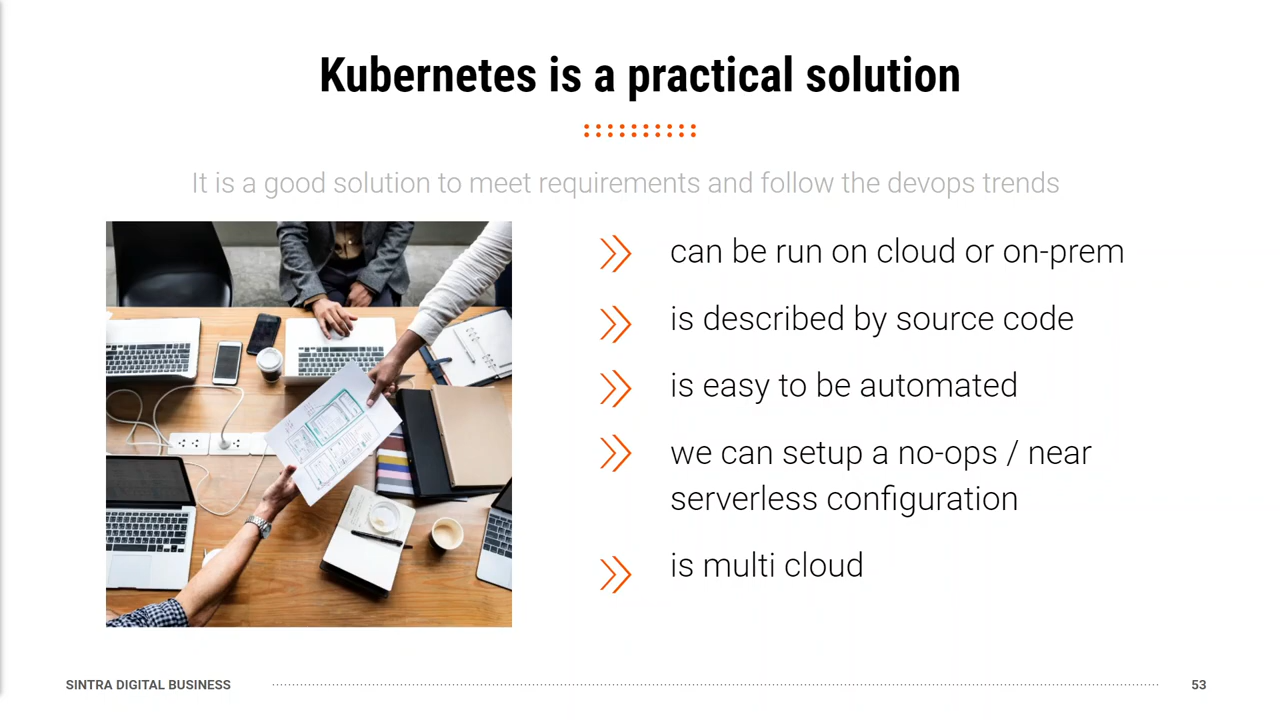 Kubernetes is a practical solution
It is a good solution to meet requirements and follow the devops trends
can be run on cloud or on-prem
is described by source code
is easy to be automated
we can setup a no-ops / near
serverless configuration
is multi cloud
SINTRA DIGITAL BUSINESS
53